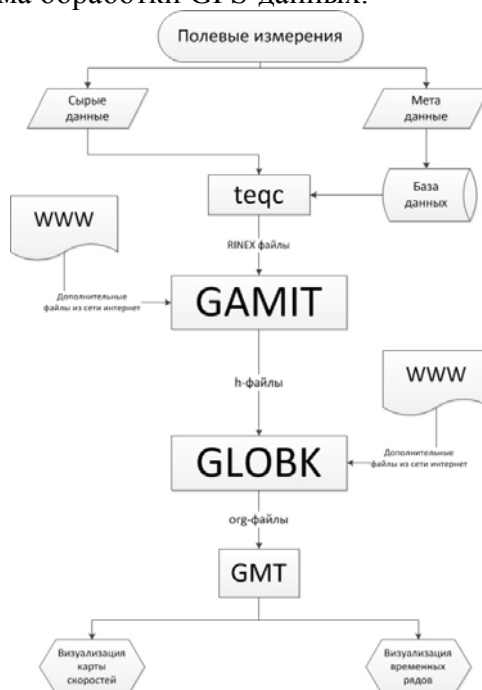 ма обработки GPS-данных.
Полевые измерения
Сырые
данные
Мета
данные
teqc
База
данных
WWW
RINEX файлы
Дополнительные
файлы из сети интернет
GAMIT
h-файлы
WWW
GLOBK
Дополнительные
файлы из сети интернет
org-файлы
GMT
Визуализация
карты
скоростей
Визуализация
временных
рядов